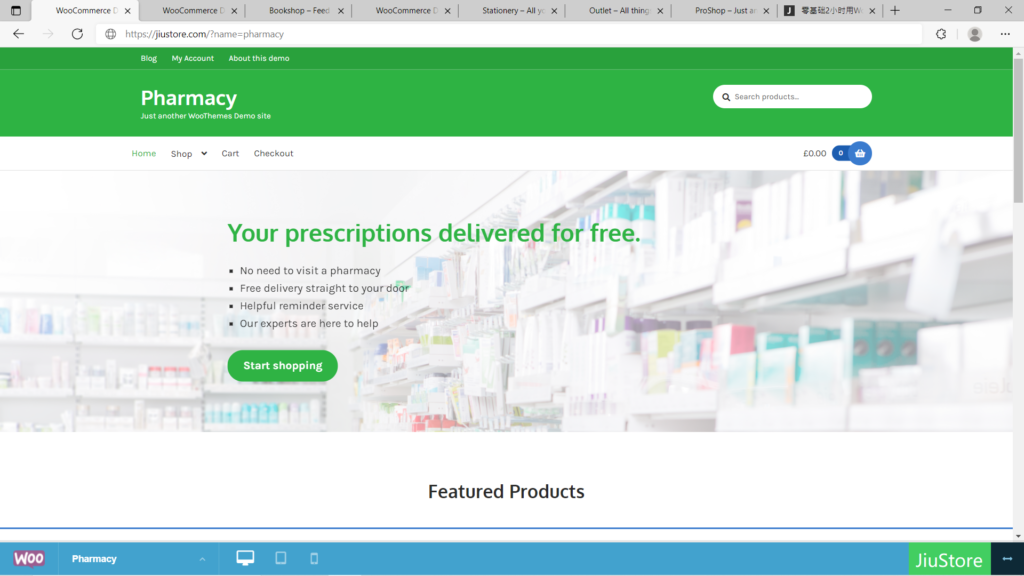 WooCommerce D
WooCommerce D
Bookshop – Feed
WooCommerce D
Stationery – All yo
Outlet – All things
ProShop – Just an
J 零基础2小时用W
https://jiustore.com/?name=pharmacy
Blog My Account About this demo
Pharmacy
Just another WooThemes Demo site
Search products…
Home Shop Cart Checkout
£0.00 0
Your prescriptions delivered for free.
No need to visit a pharmacy
Free delivery straight to your door
Helpful reminder service
Our experts are here to help
Start shopping
Featured Products
WOO Pharmacy
JiuStore